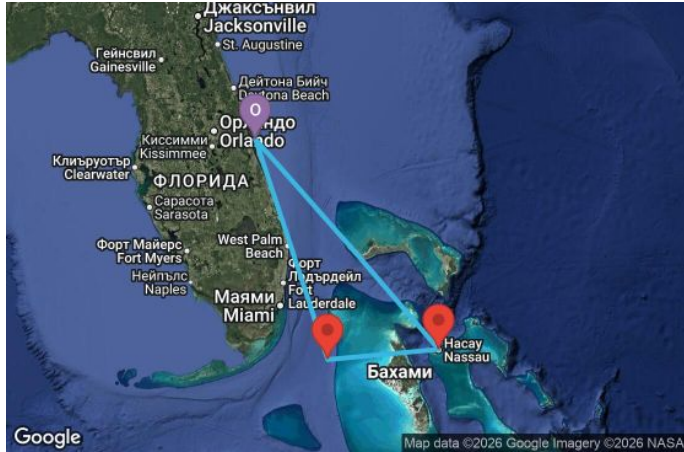 Джаксънвил
Jacksonville
St. Augustine
Гейнсвил
Gainesville
Дейтона Бийч
Daytona Beach
O
Орландо
Orlando
Киссимми
Kissimmee
Клиъруотър
Clearwater
ФЛОРИДА
Сарасота
Sarasota
Форт Майерс
Fort Myers
West Palm
Beach
Нейпълс
Naples
Форт
Лодърдейл
Fort
Lauderdale
Маями
Miami
Насау
Nassau
Бахами
Google
Map data ©2026 Google Imagery ©2026 NASA